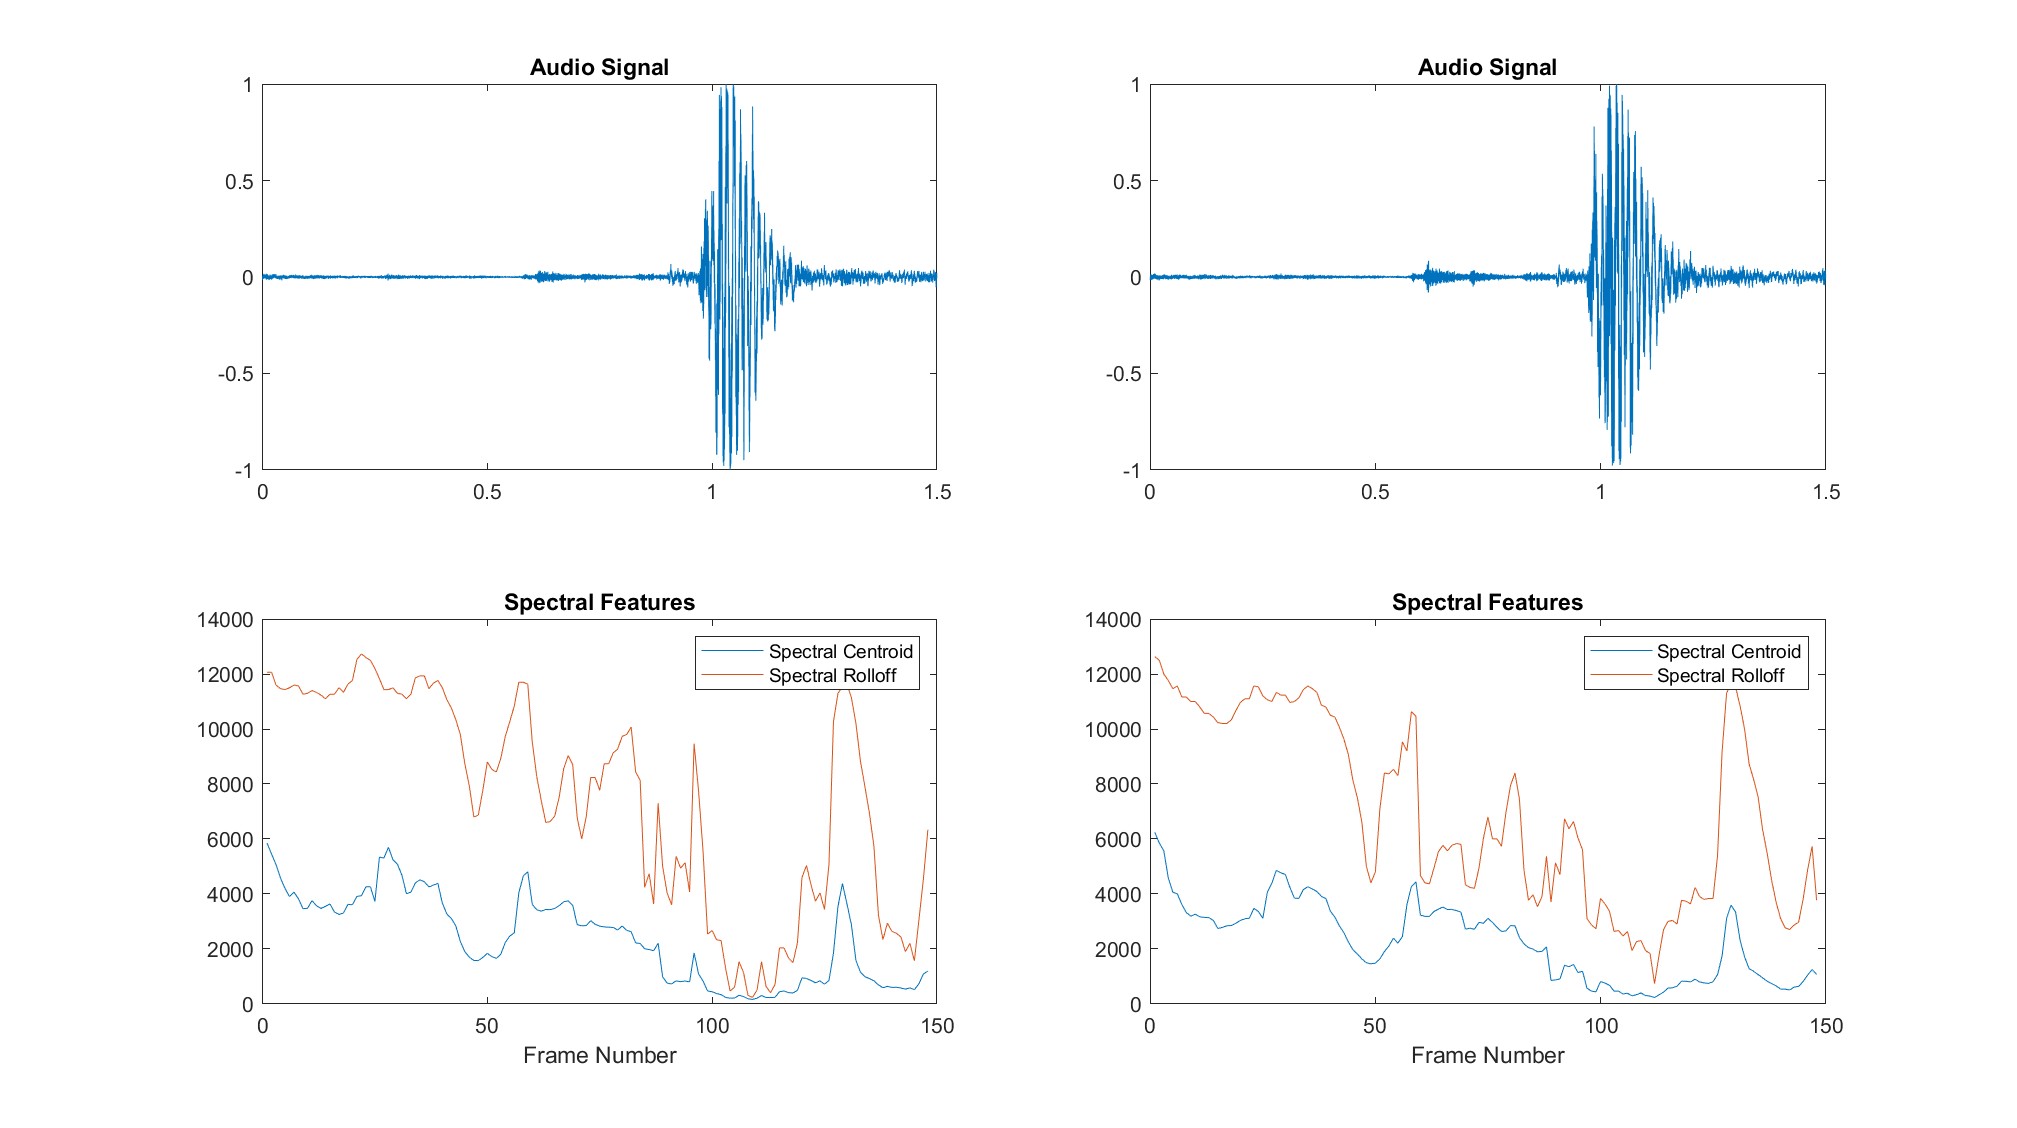 Audio Signal
1
0.5
0
-0.5
-1
0 0.5 1 1.5
Audio Signal
1
0.5
0
-0.5
-1
0 0.5 1 1.5
Spectral Features
14000
12000
10000
8000
6000
4000
2000
0
Spectral Centroid
Spectral Rolloff
0 50 100 150
Frame Number
Spectral Features
14000
12000
10000
8000
6000
4000
2000
0
Spectral Centroid
Spectral Rolloff
0 50 100 150
Frame Number